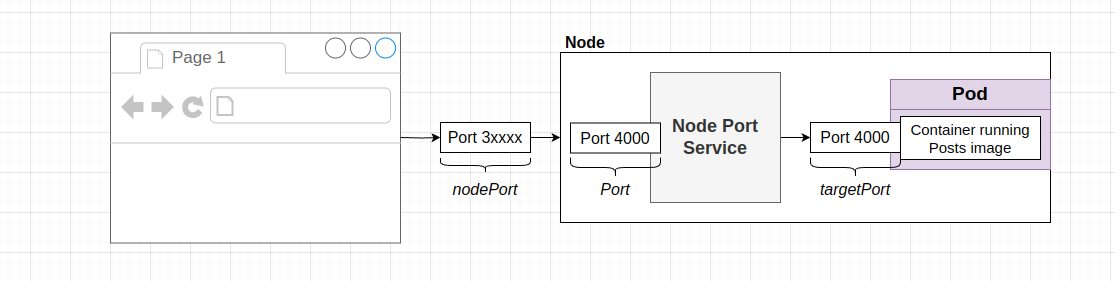 Page 1
Port 3xxxx
nodePort
Node
Port 4000
Port
Node Port
Service
Port 4000
targetPort
Pod
Container running
Posts image